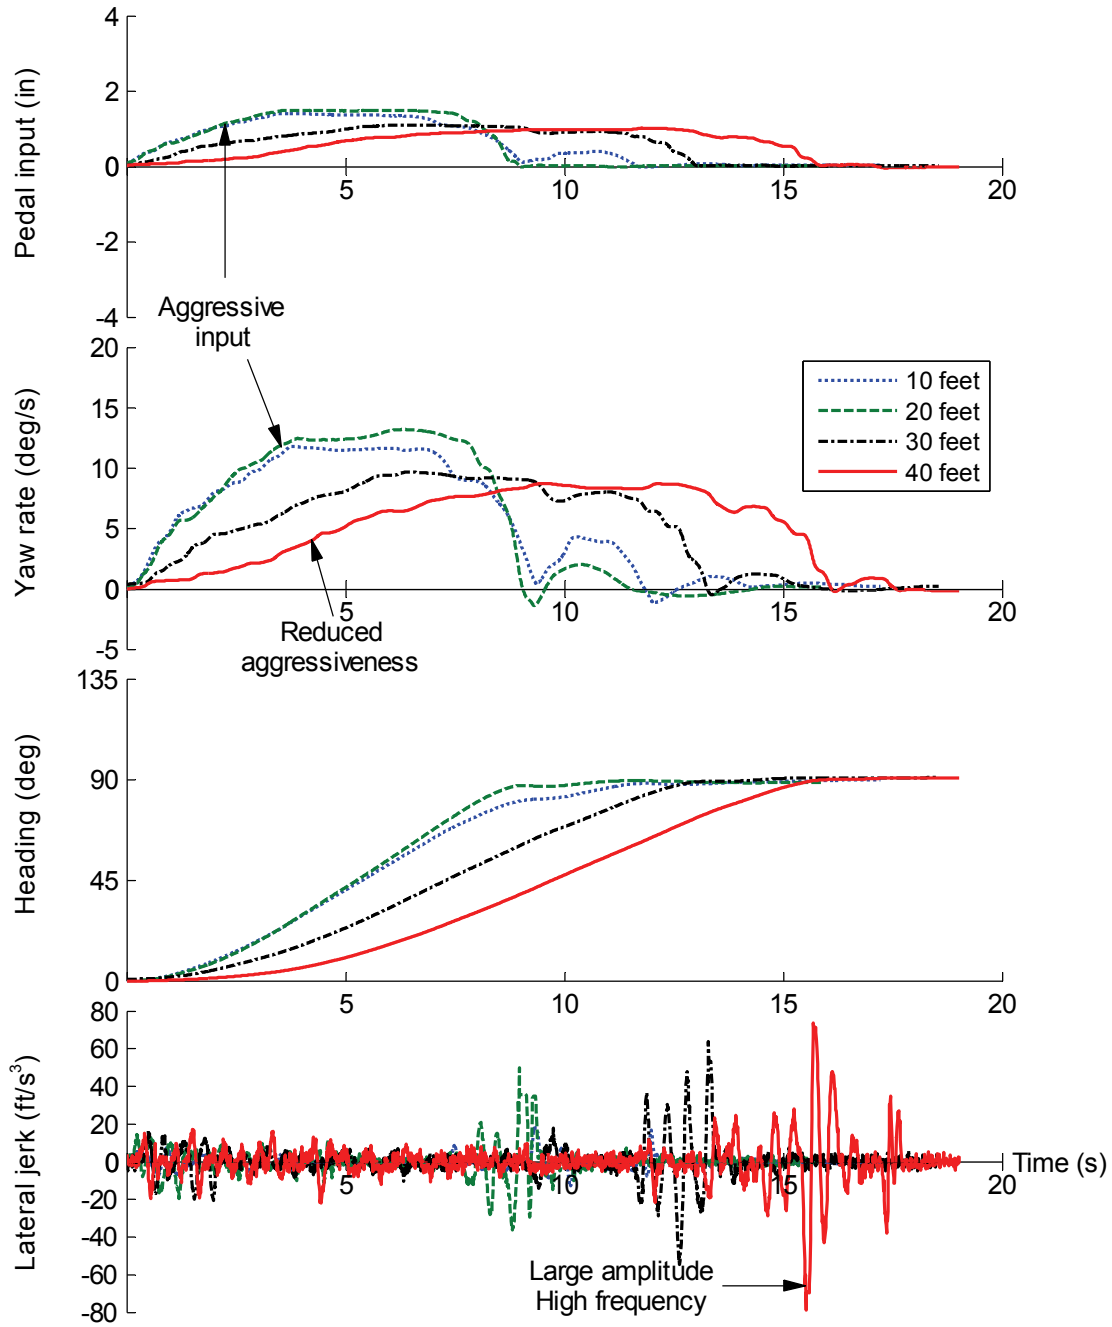 4
2
0
-2
-4
Pedal input (in)
5
10
15
20
Aggressive
input
20
15
10
5
0
-5
Yaw rate (deg/s)
10 feet
20 feet
30 feet
40 feet
5
10
15
20
Reduced
aggressiveness
135
90
45
0
Heading (deg)
5
10
15
20
80
60
40
20
0
-20
-40
-60
-80
Lateral jerk (ft/s³)
5
10
15
20
Time (s)
Large amplitude
High frequency